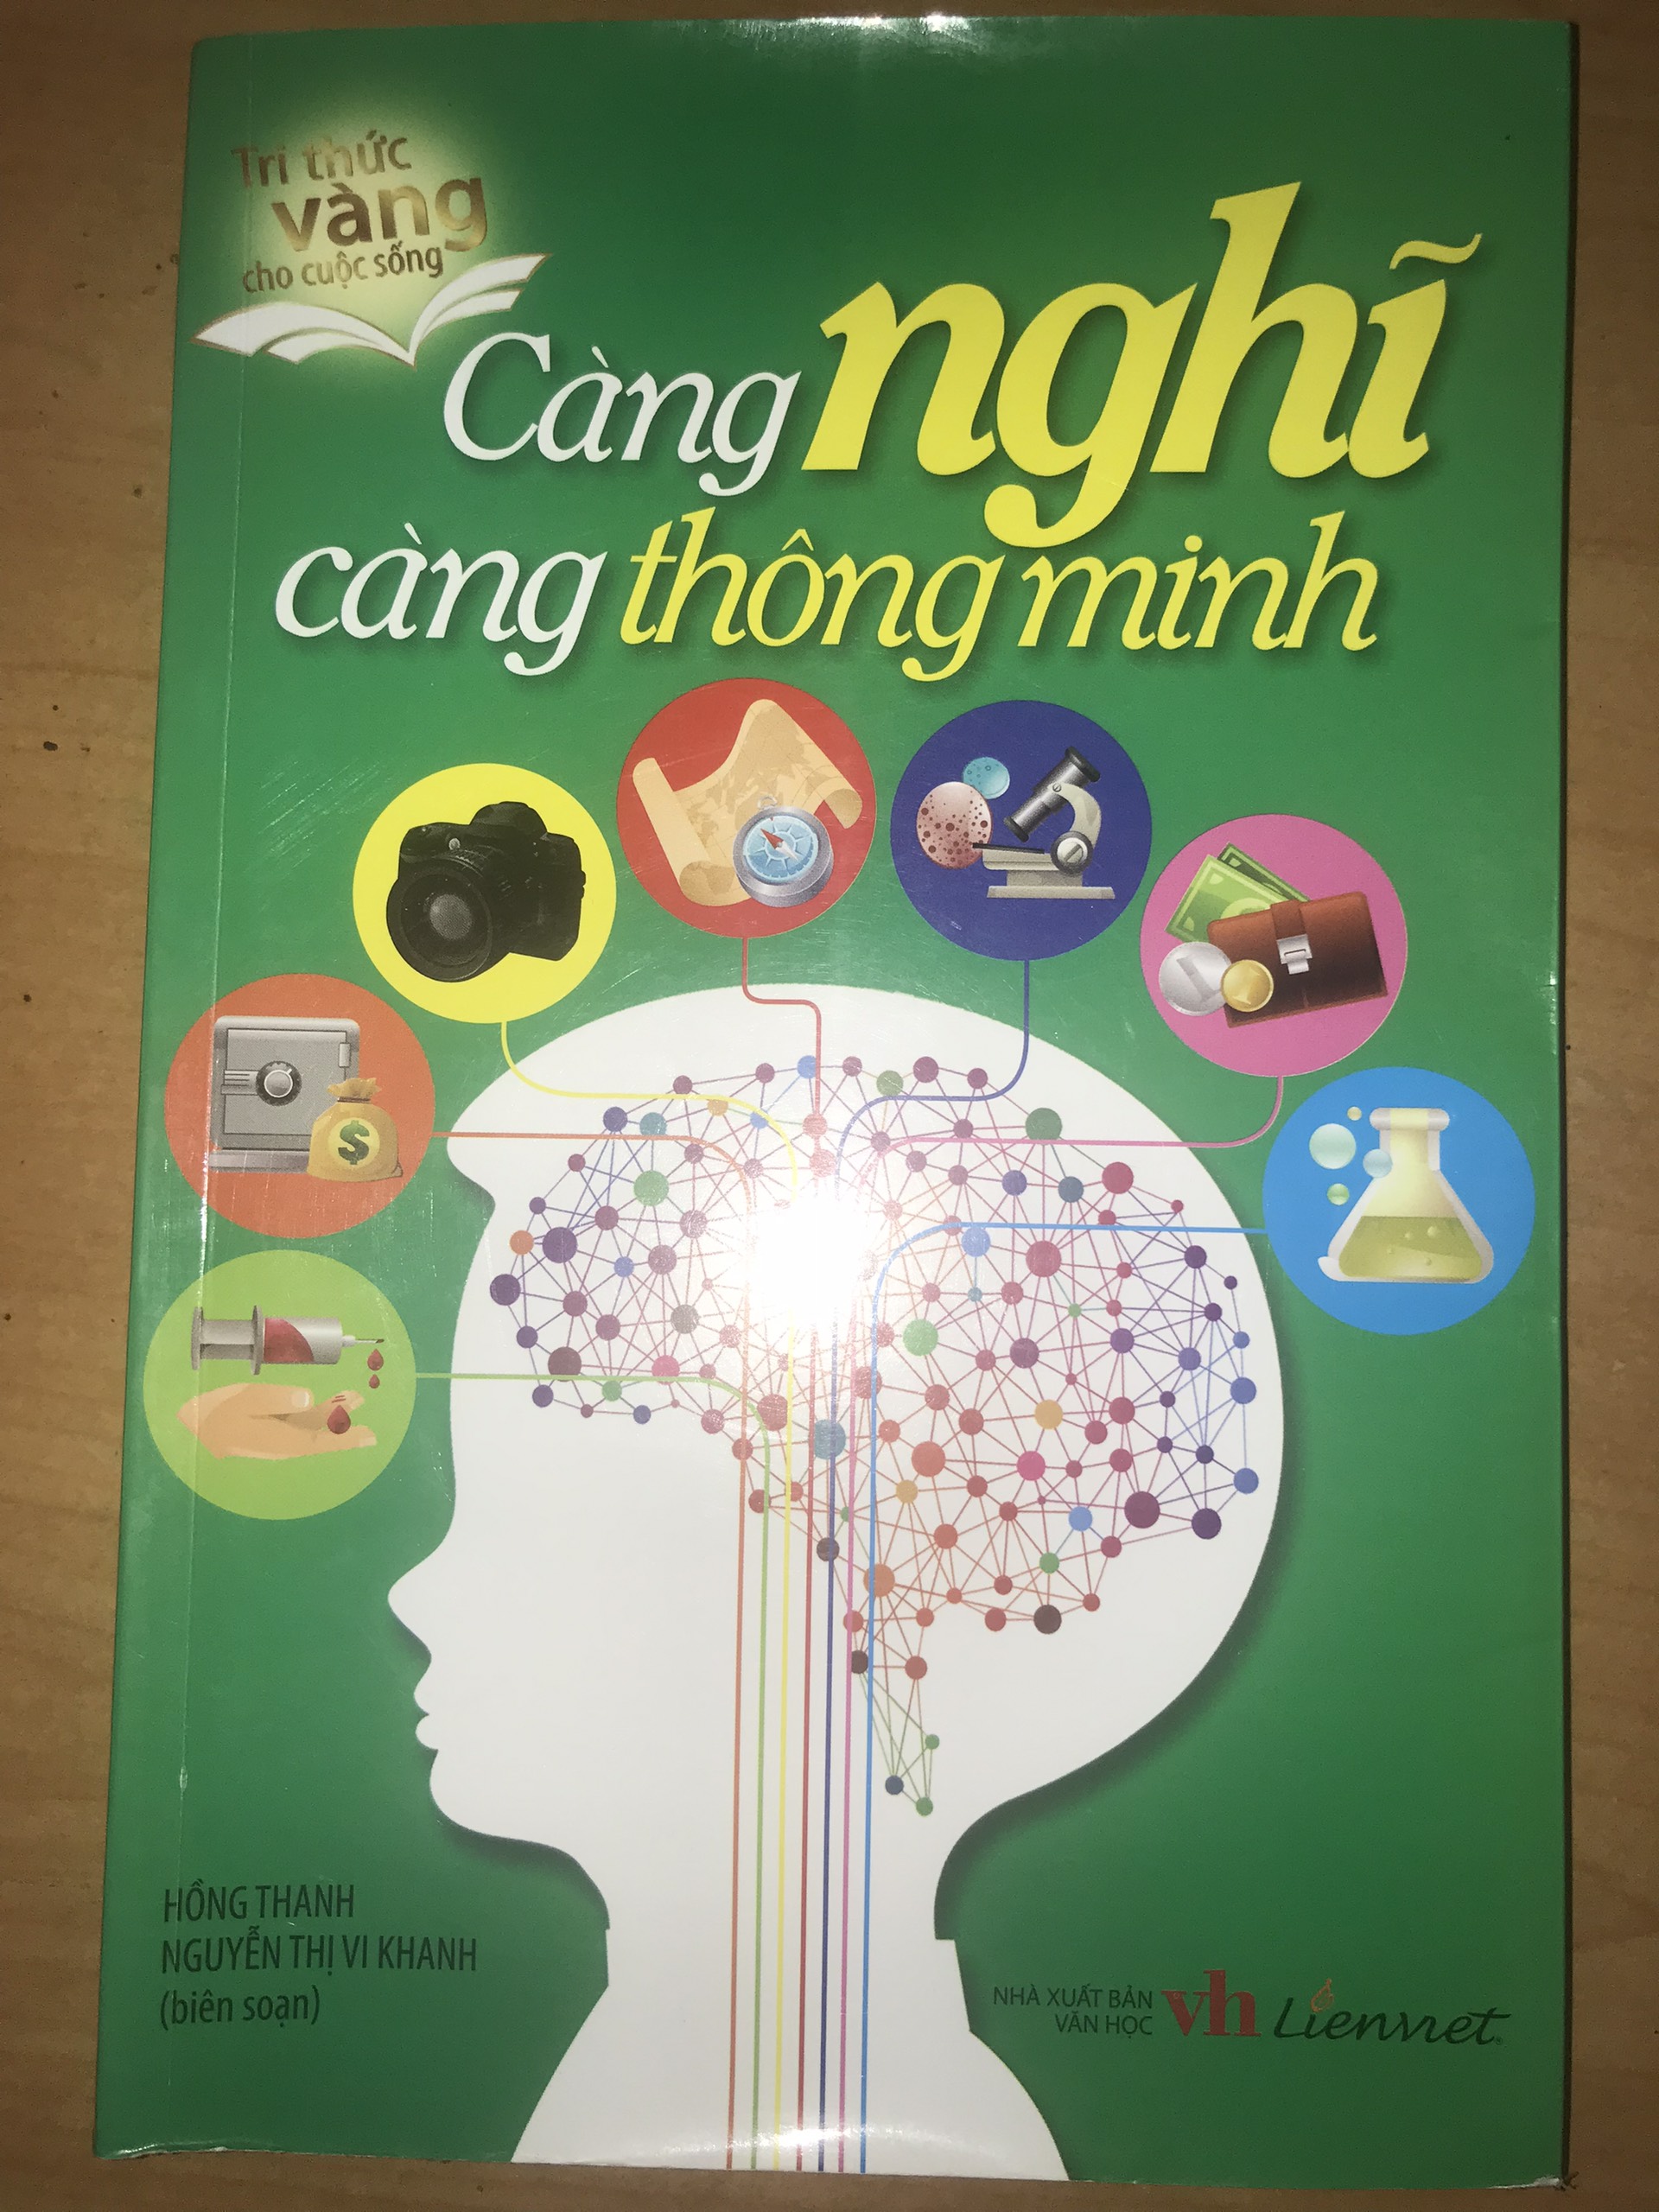 Tri thức
vàng
cho cuộc sống
Càng nghĩ
càng thông minh
HỒNG THANH
NGUYỄN THỊ VI KHANH
(biên soạn)
NHÀ XUẤT BẢN
VĂN HỌC
vh Lienviet